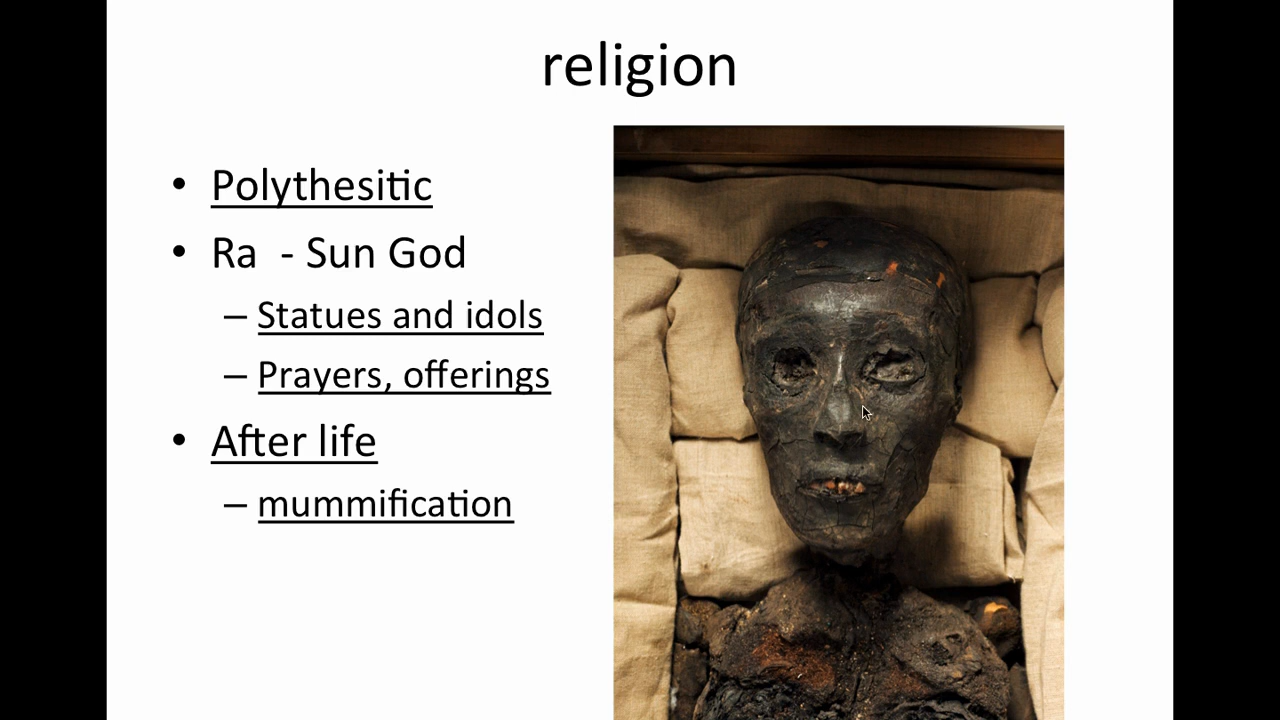 religion
• Polythesitic
• Ra - Sun God
– Statues and idols
– Prayers, offerings
• After life
– mummification